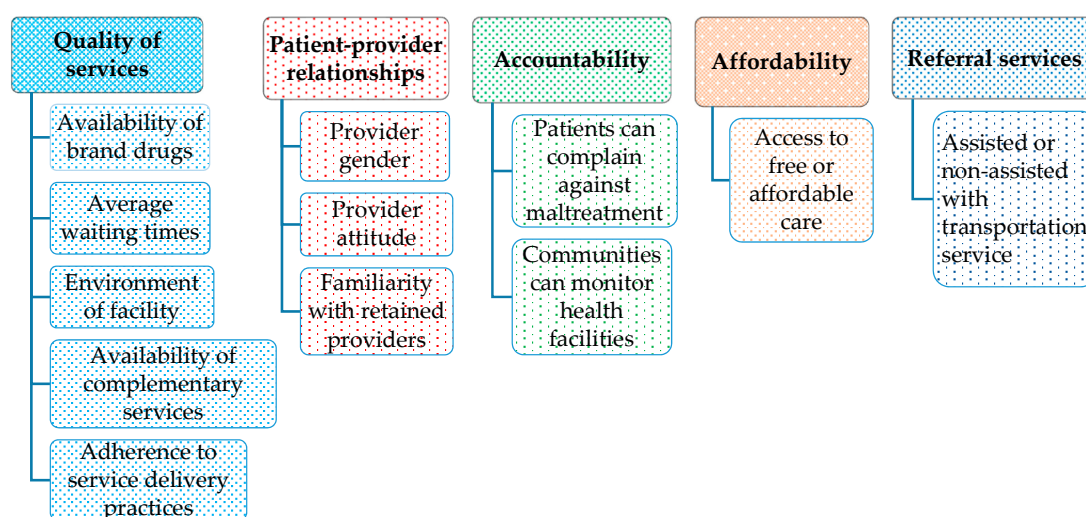 Quality of
services
Availability of
brand drugs
Average
waiting times
Environment
of facility
Availability of
complementary
services
Adherence to
service delivery
practices
Patient-provider
relationships
Provider
gender
Provider
attitude
Familiarity
with retained
providers
Accountability
Patients can
complain
against
maltreatment
Communities
can monitor
health
facilities
Affordability
Access to
free or
affordable
care
Referral services
Assisted or
non-assisted
with
transportation
service